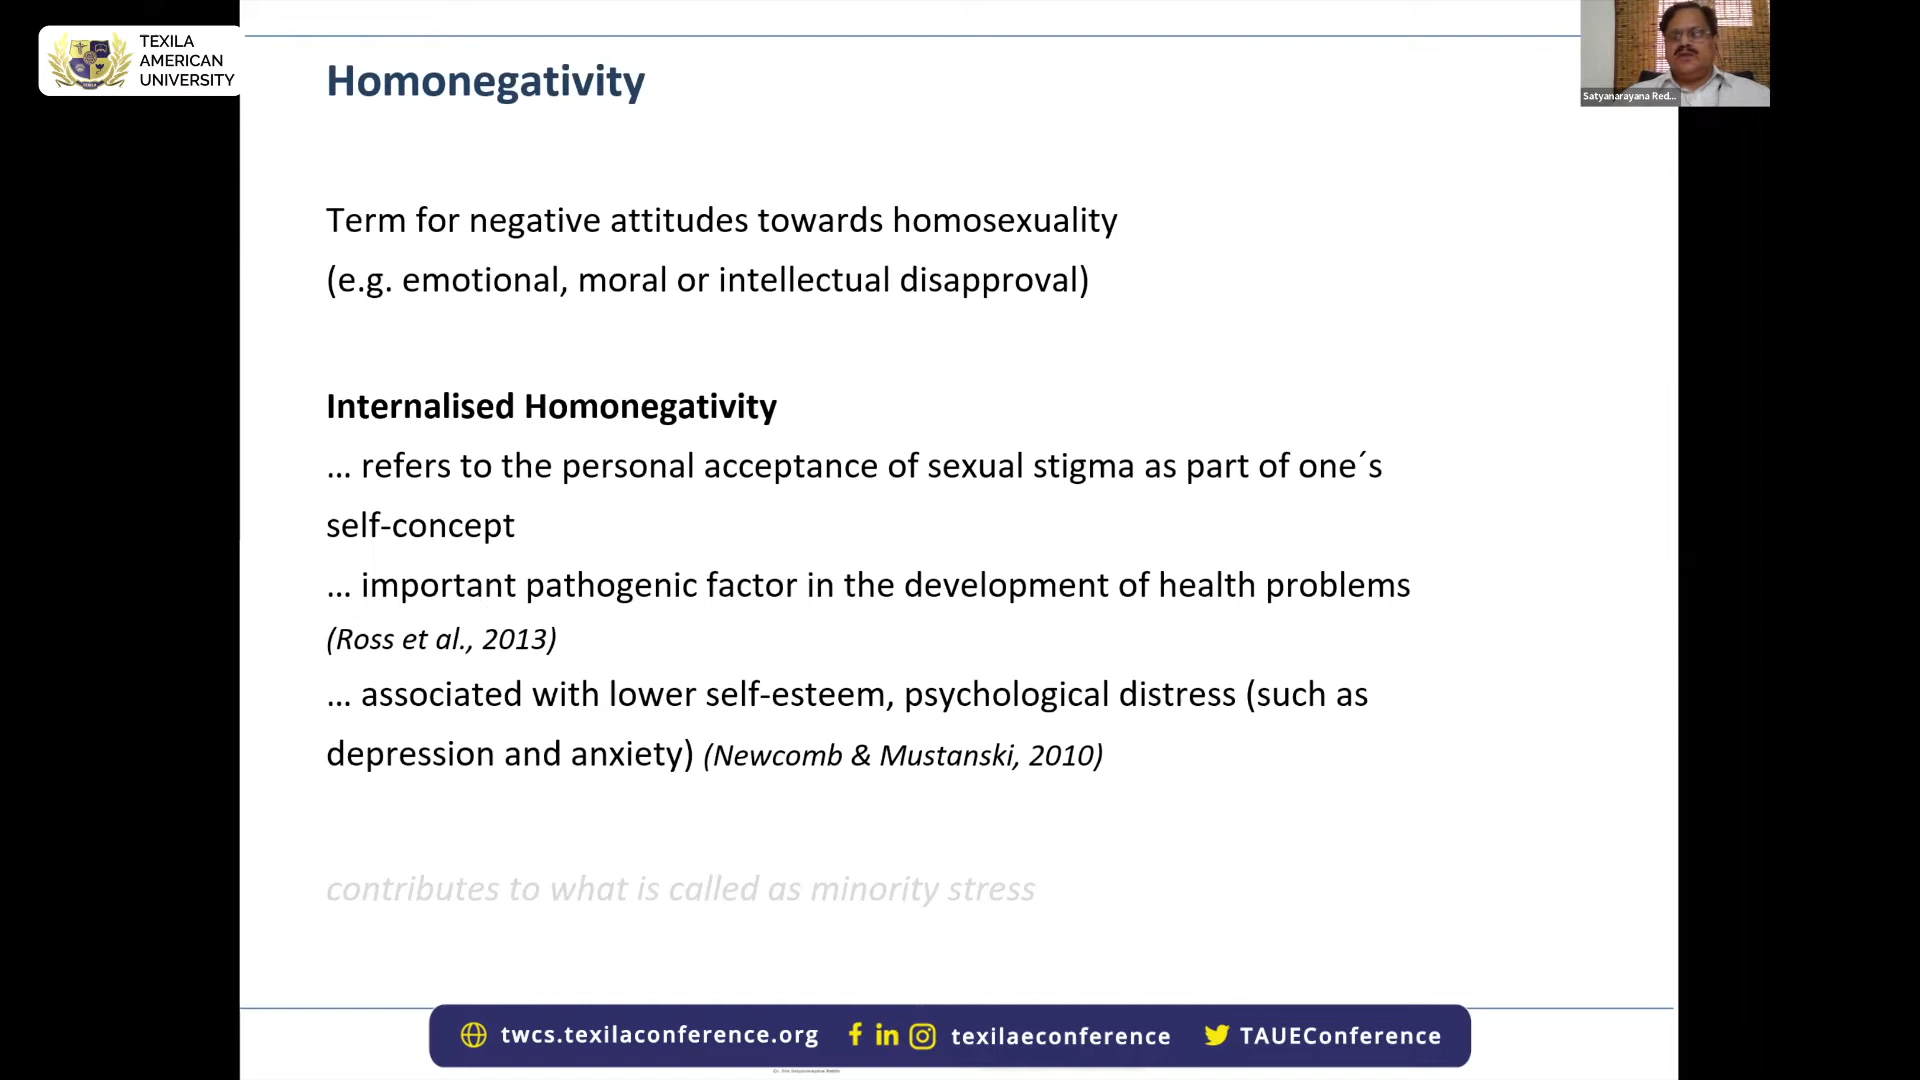 TEXILA
AMERICAN
UNIVERSITY
Homonegativity
Satyanarayana Red...
Term for negative attitudes towards homosexuality
(e.g. emotional, moral or intellectual disapproval)
Internalised Homonegativity
... refers to the personal acceptance of sexual stigma as part of one´s
self-concept
... important pathogenic factor in the development of health problems
(Ross et al., 2013)
... associated with lower self-esteem, psychological distress (such as
depression and anxiety) (Newcomb & Mustanski, 2010)
contributes to what is called as minority stress
twcs.texilaconference.org texilaeconference TAUEConference